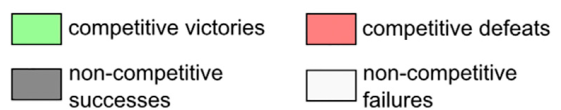 competitive victories
competitive defeats
non-competitive
successes
non-competitive
failures